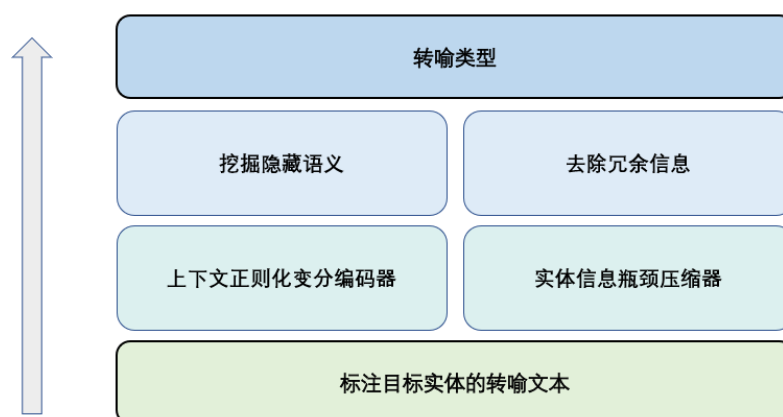 转喻类型
挖掘隐藏语义
去除冗余信息
上下文正则化变分编码器
实体信息瓶颈压缩器
标注目标实体的转喻文本